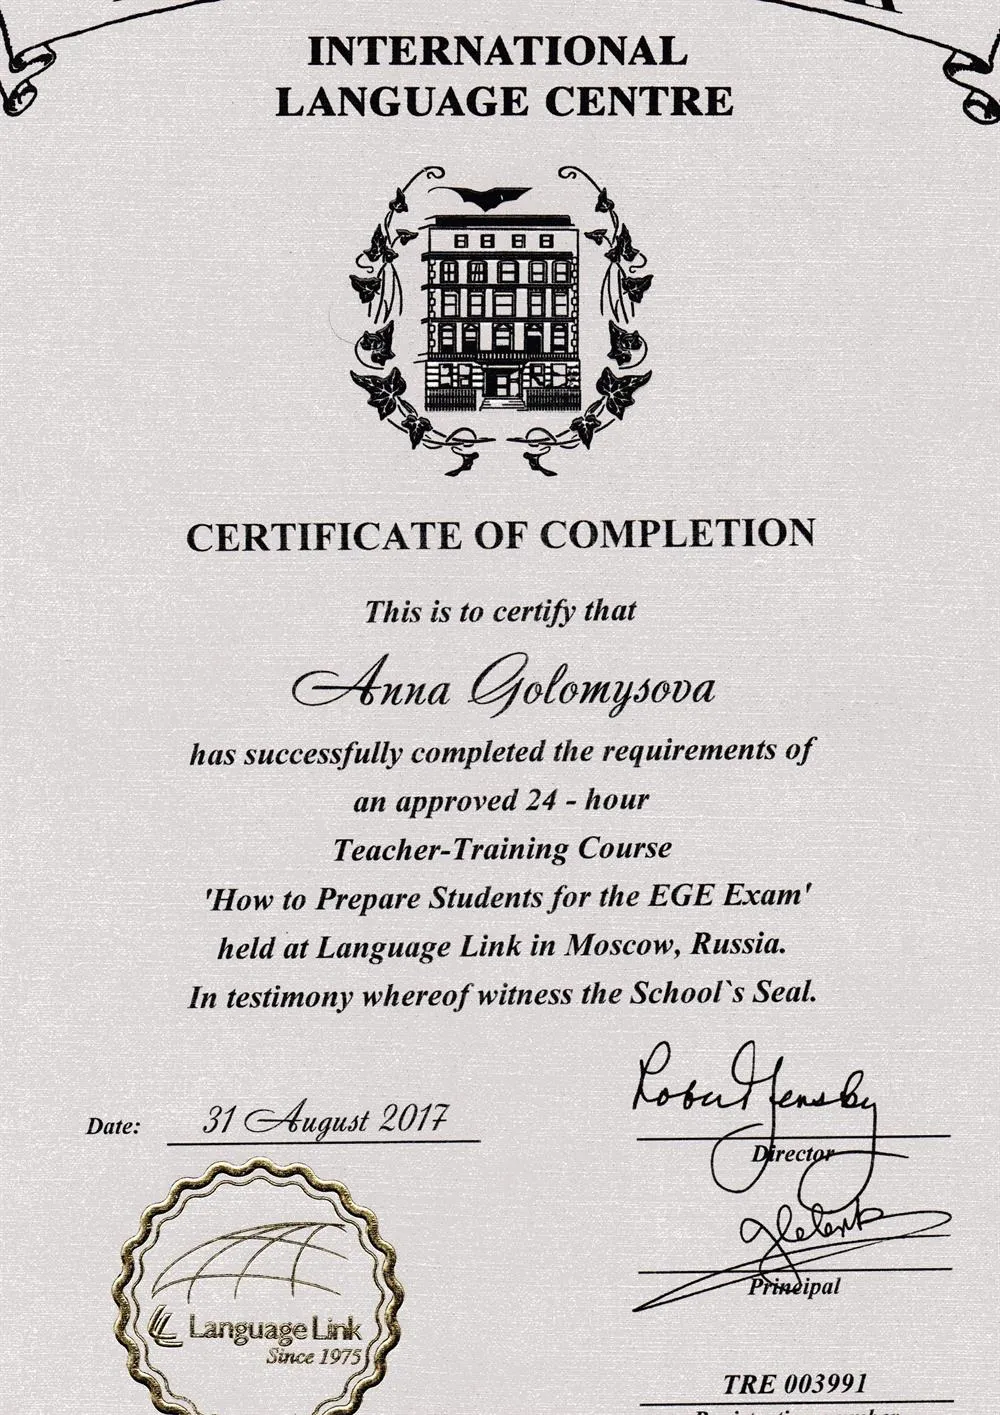 INTERNATIONAL
LANGUAGE CENTRE
CERTIFICATE OF COMPLETION
This is to certify that
Anna Golomysova
has successfully completed the requirements of
an approved 24 - hour
Teacher-Training Course
'How to Prepare Students for the EGE Exam'
held at Language Link in Moscow, Russia.
In testimony whereof witness the School`s Seal.
Date: 31 August 2017
Director
Principal
LL Language Link
Since 1975
TRE 003991